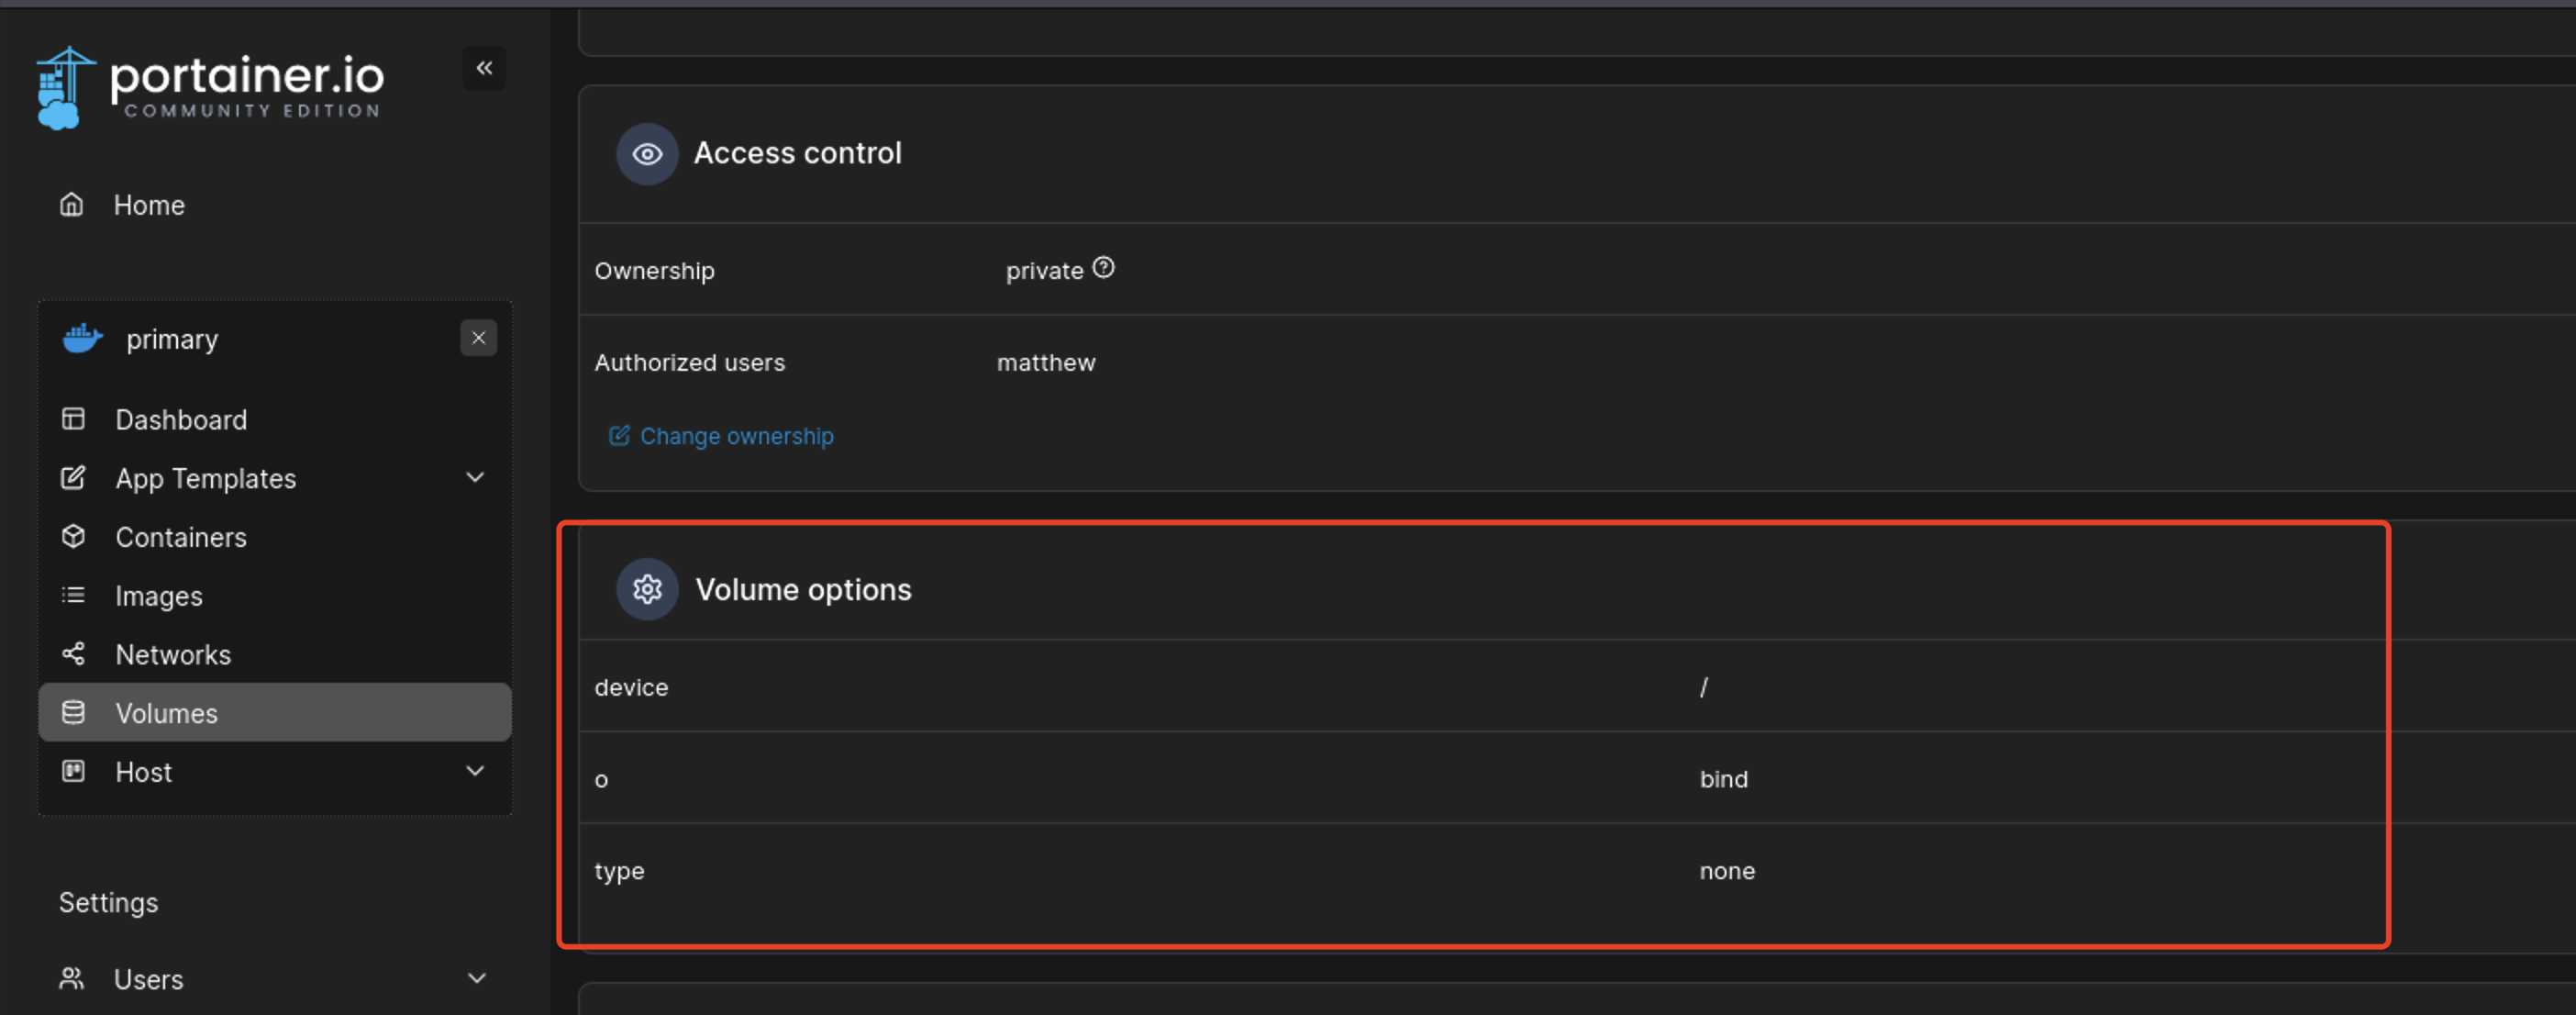 portainer.io
COMMUNITY EDITION
Home
primary
Dashboard
App Templates
Containers
Images
Networks
Volumes
Host
Settings
Users
Access control
Ownership private
Authorized users matthew
Change ownership
Volume options
device /
o bind
type none